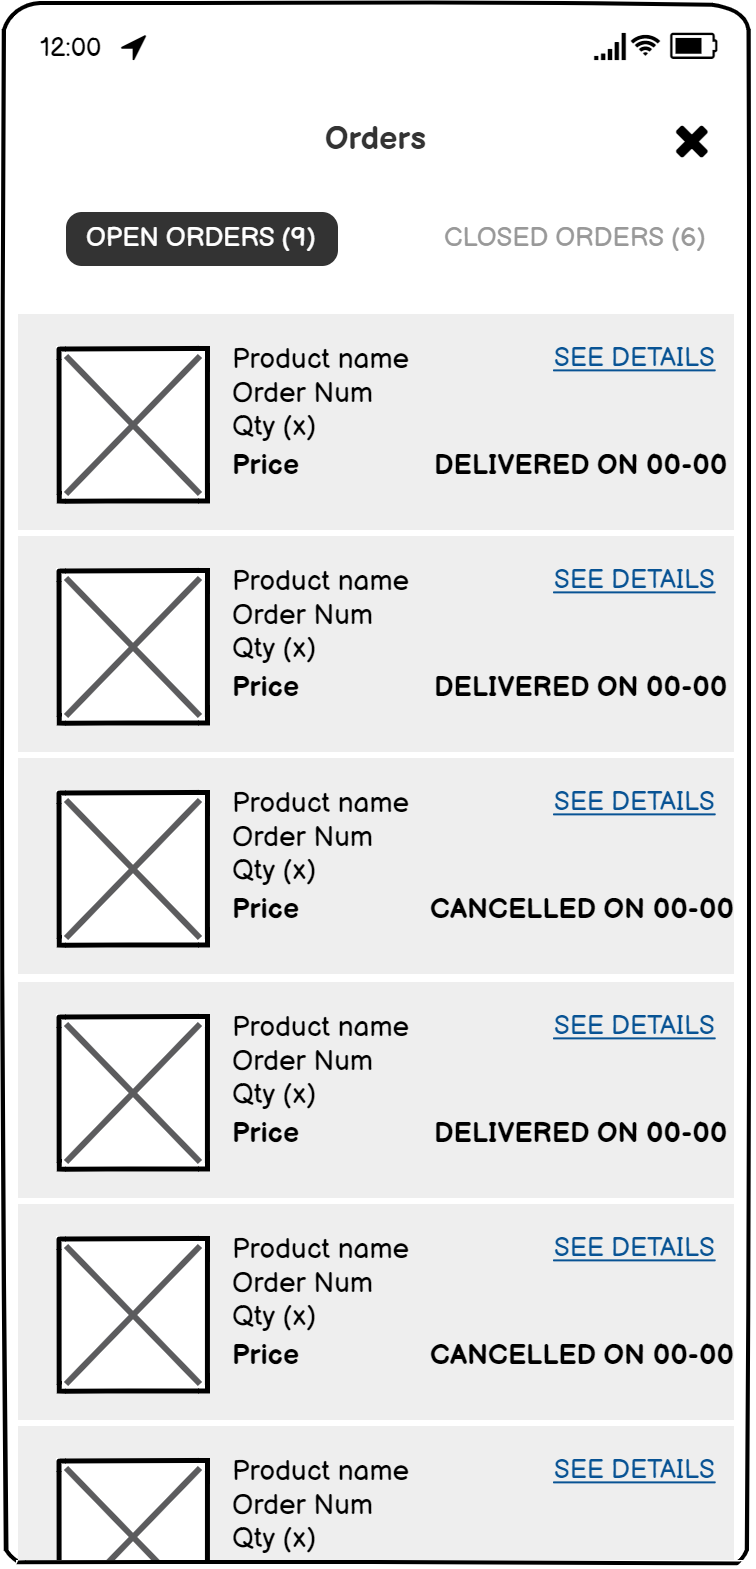 12:00
Orders
OPEN ORDERS (9) CLOSED ORDERS (6)
Product name SEE DETAILS
Order Num
Qty (x)
Price DELIVERED ON 00-00
Product name SEE DETAILS
Order Num
Qty (x)
Price DELIVERED ON 00-00
Product name SEE DETAILS
Order Num
Qty (x)
Price CANCELLED ON 00-00
Product name SEE DETAILS
Order Num
Qty (x)
Price DELIVERED ON 00-00
Product name SEE DETAILS
Order Num
Qty (x)
Price CANCELLED ON 00-00
Product name SEE DETAILS
Order Num
Qty (x)